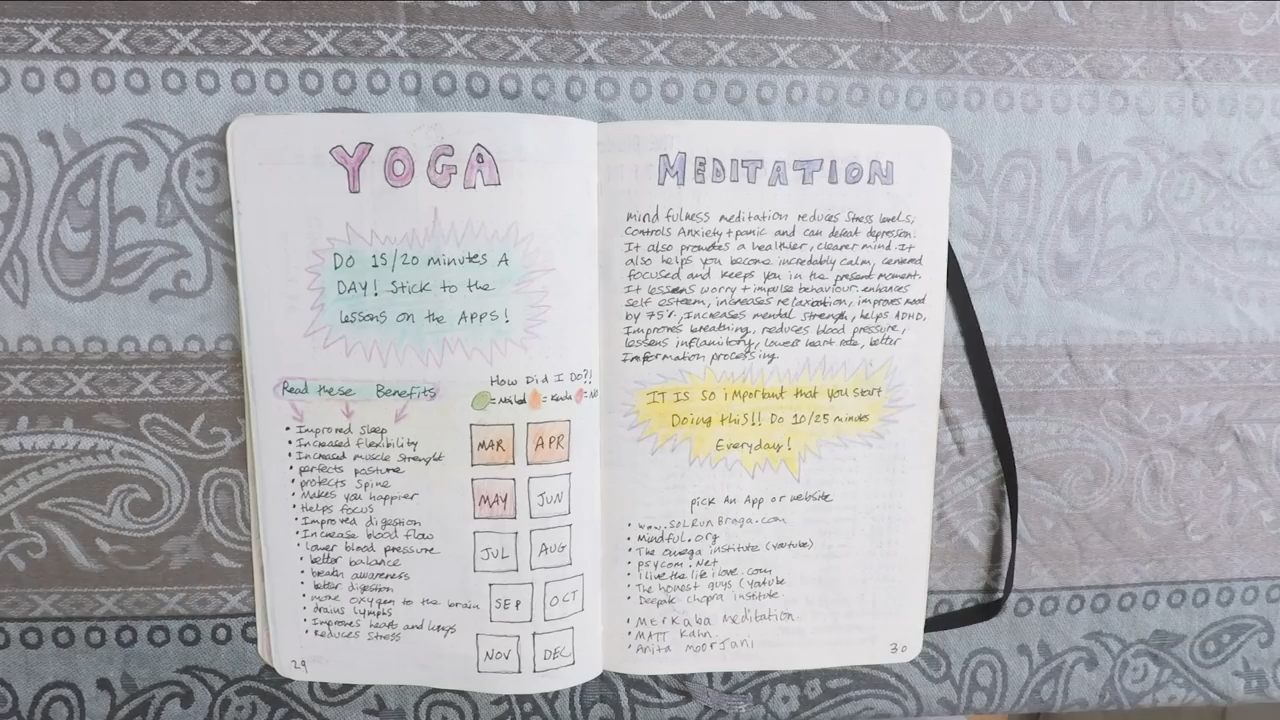 YOGA
DO 15/20 minutes A
DAY! Stick to the
lessons on the APPS!
Read these Benefits
• Improved Sleep
• Increased flexibility
• Increased muscle Strenght
• perfects posture
• protects Spine
• Makes you happier
• Helps focus
• Improved digestion
• Increase blood flow
• lower blood pressure
• better balance
• breath awareness
• better digestion
• more oxygen to the brain
• drains lymphs
• Improves heart and lungs
• Reduces Stress
29
How Did I Do?!
= Nailed = Kinda = No
MAR APR
MAY JUN
JUL AUG
SEP OCT
NOV DEC
MEDITATION
mind fulness meditation reduces Stress levels,
Controls Anxiety + panic and can defeat depression.
It also promotes a healthier, clearer mind. It
also helps you become incredably calm, centered
focused and keeps you in the present moment.
It lessens worry + impulse behaviour. enhances
self esteem, increases relaxation, improves mood
by 75%, Increases mental strength, helps ADHD,
Improves breathing, reduces blood pressure,
lessens inflamitory, lowers heart rate, better
Information processing
IT IS SO important that you start
Doing this!! Do 10/25 minutes
Everyday!
pick An App or website
• www.SOLRunBraga.com
• Mindful.org
• The omega institute (youtube)
• psycom.Net
• ilivethelifeilove.com
• The honest guys (youtube
• Deepak chopra institute.
• Merkaba meditation.
• MATT Kahn.
• Anita moorJani
30